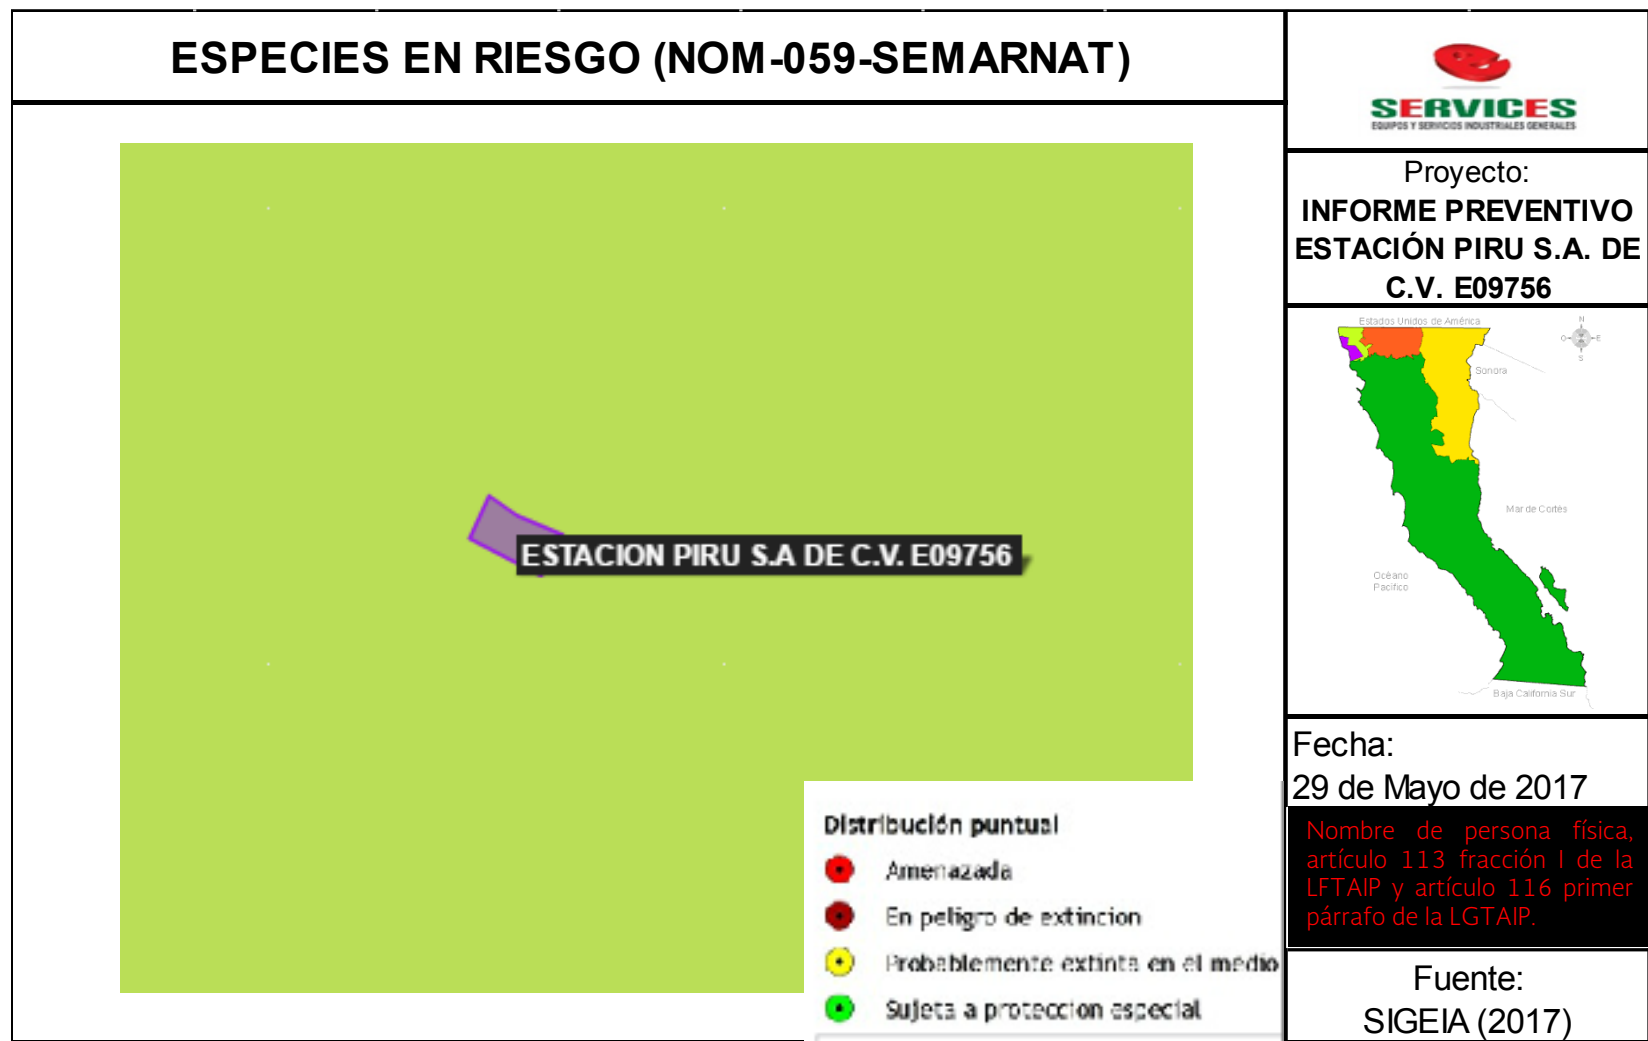 ESPECIES EN RIESGO (NOM-059-SEMARNAT)
SERVICES
EQUIPOS Y SERVICIOS INDUSTRIALES GENERALES
Proyecto:
INFORME PREVENTIVO
ESTACIÓN PIRU S.A. DE
C.V. E09756
Estados Unidos de América
N
O
E
S
Sonora
Mar de Cortés
Océano
Pacífico
Baja California Sur
ESTACION PIRU S.A DE C.V. E09756
Fecha:
29 de Mayo de 2017
Nombre de persona física,
artículo 113 fracción I de la
LFTAIP y artículo 116 primer
párrafo de la LGTAIP.
Distribución puntual
Amenazada
En peligro de extincion
Probablemente extinta en el medio
Sujeta a proteccion especial
Fuente:
SIGEIA (2017)